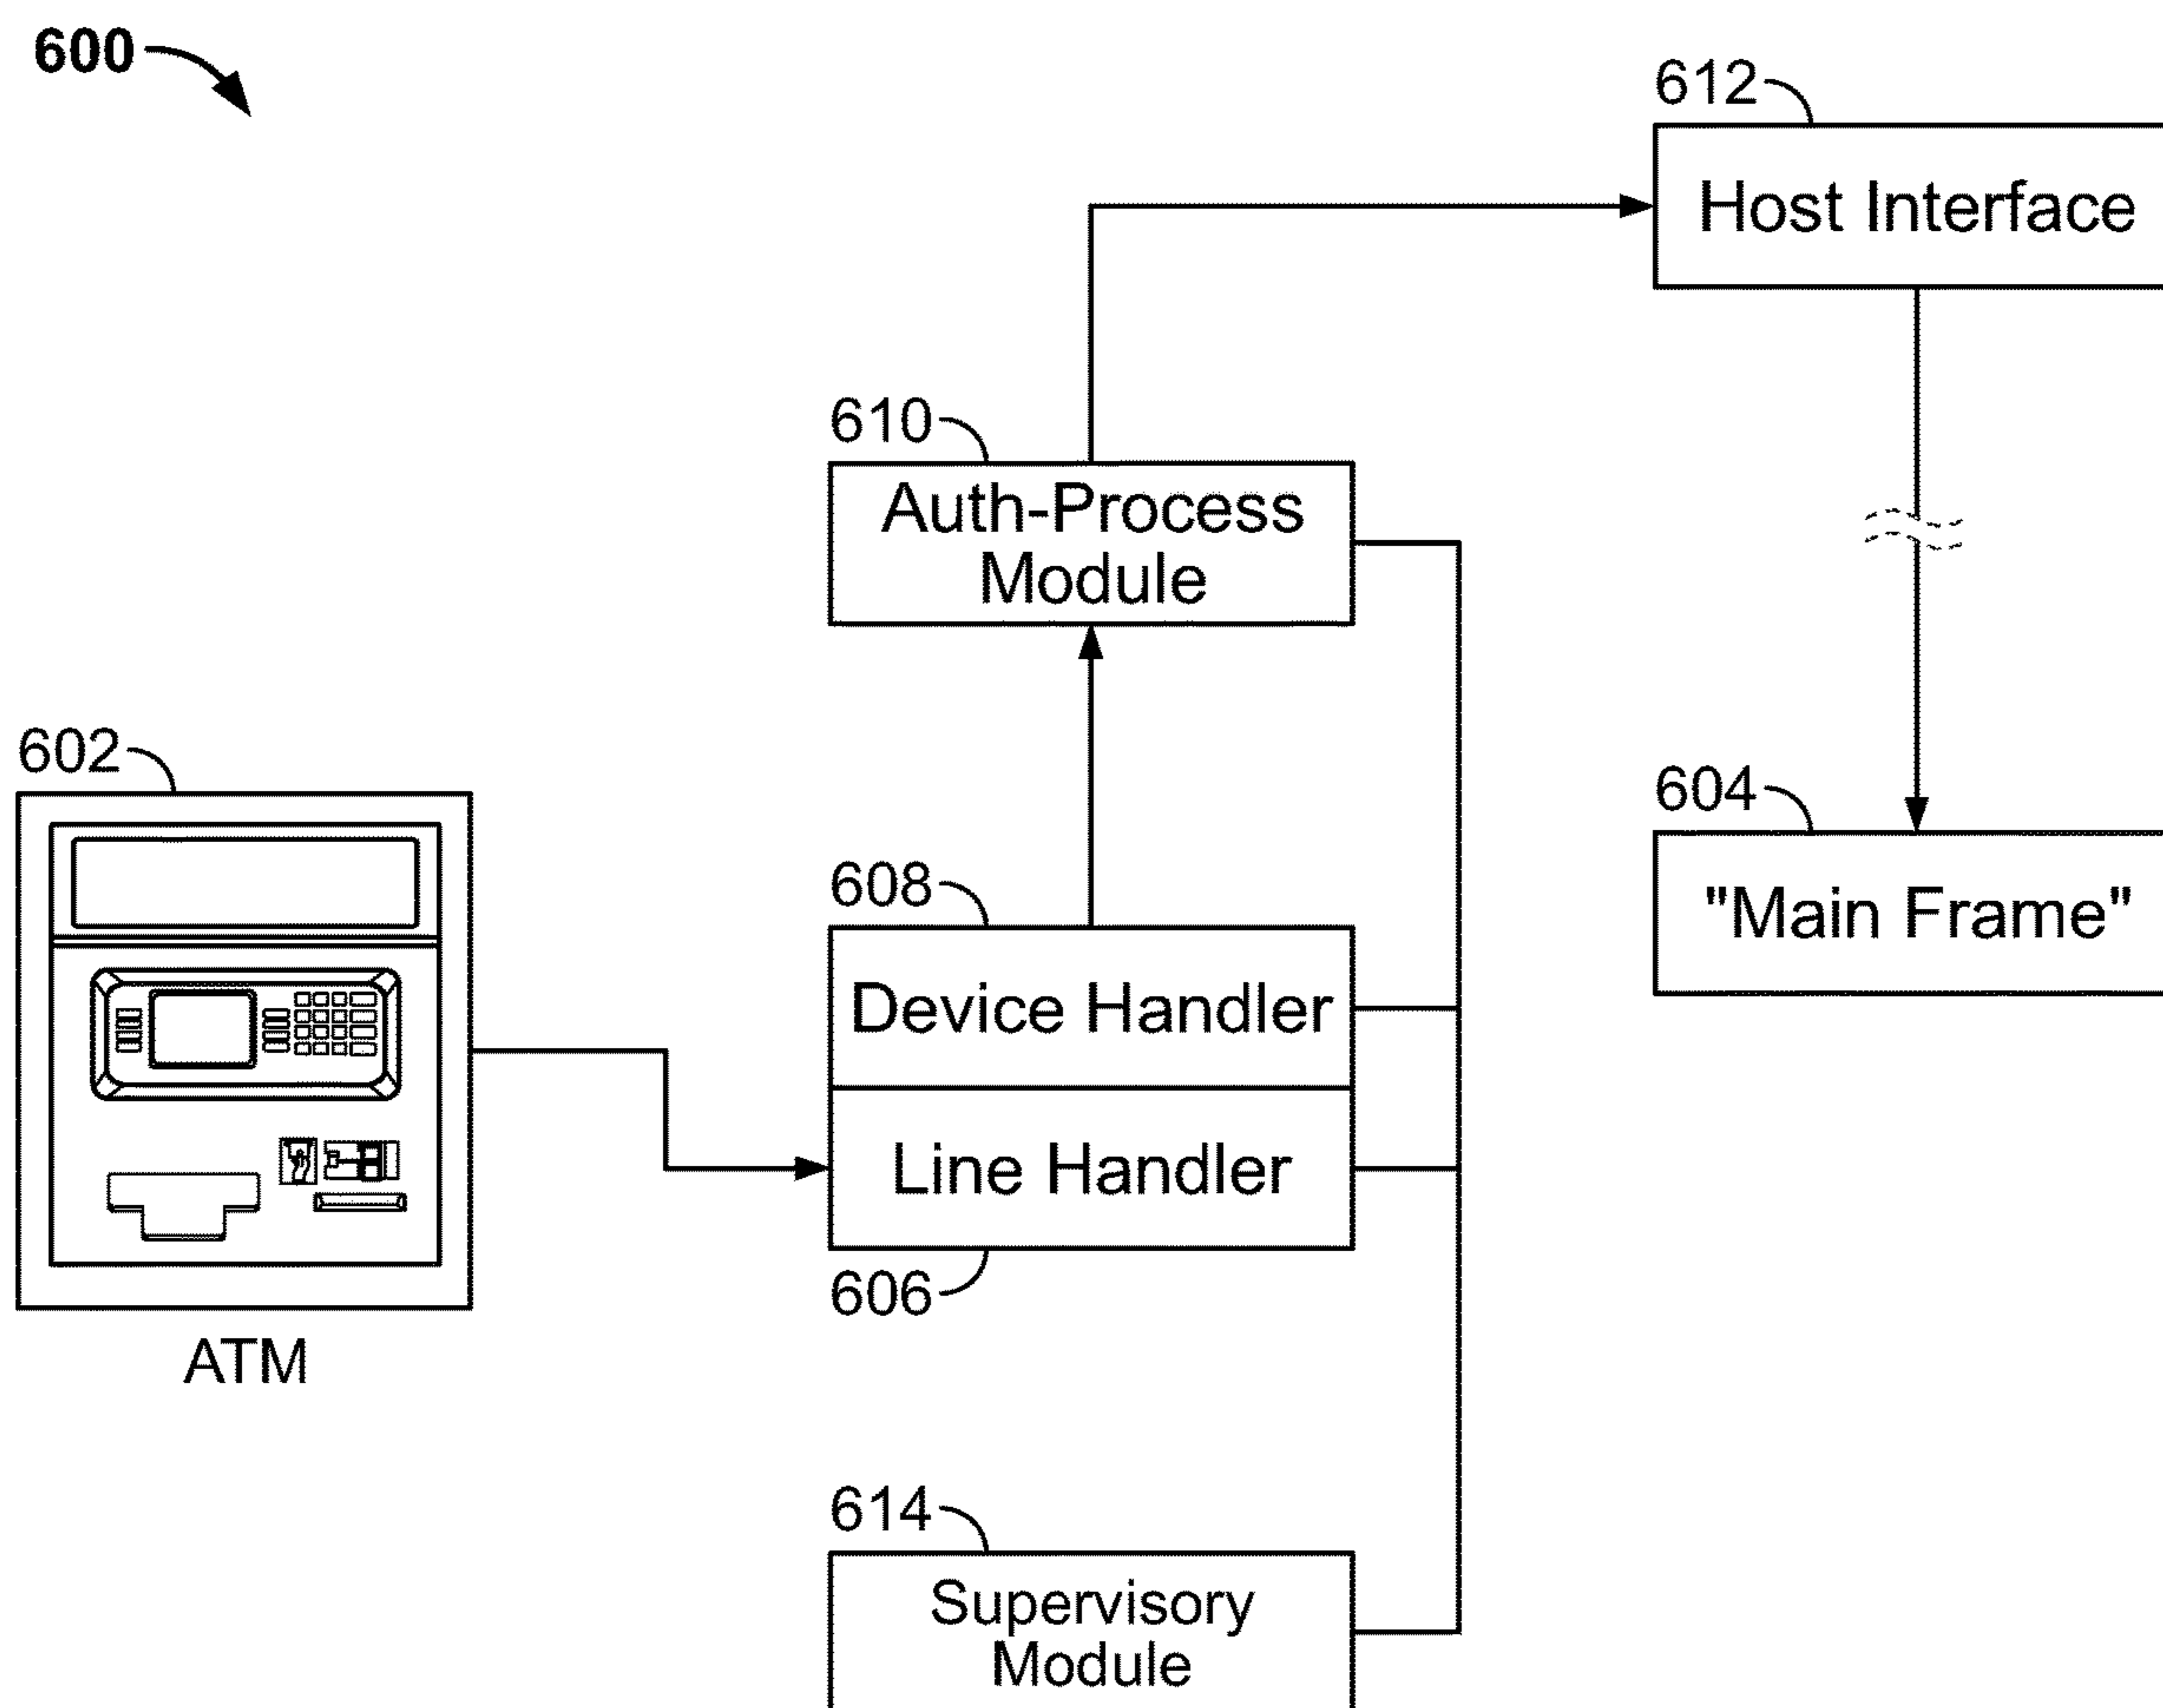 600
612
Host Interface
610
Auth-Process
Module
602
604
"Main Frame"
608
Device Handler
Line Handler
606
ATM
614
Supervisory
Module